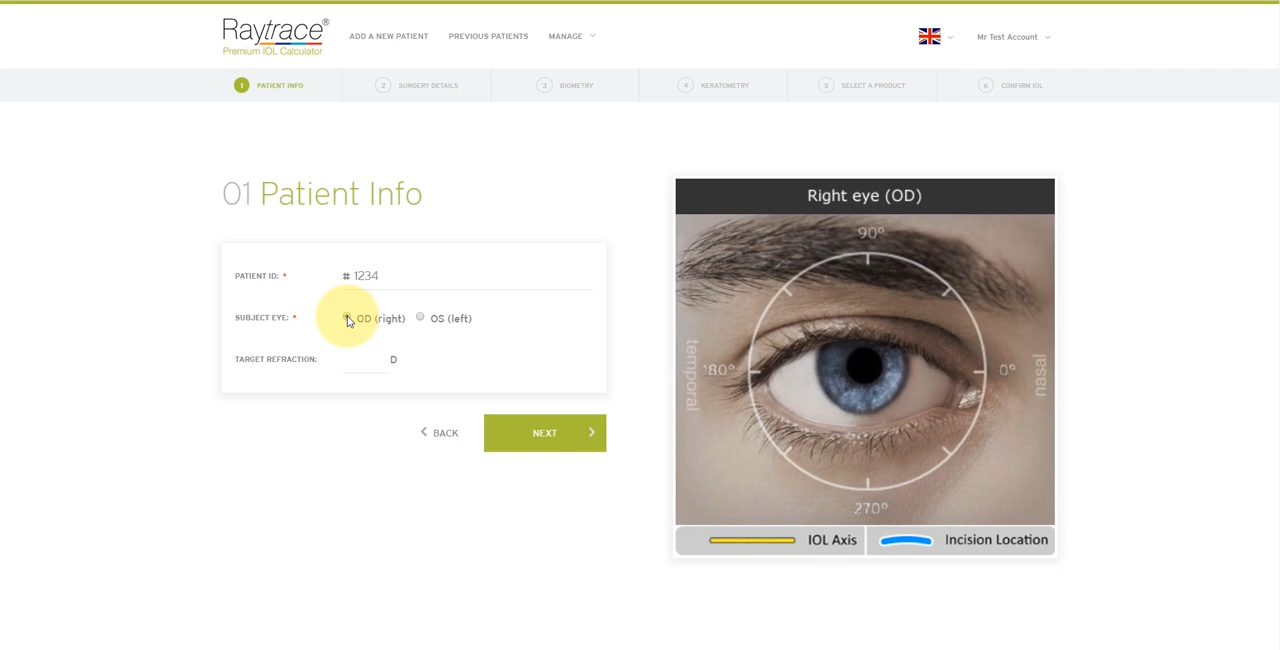 Raytrace®
Premium IOL Calculator
ADD A NEW PATIENT
PREVIOUS PATIENTS
MANAGE
Mr Test Account
1 PATIENT INFO
2 SURGERY DETAILS
3 BIOMETRY
4 KERATOMETRY
5 SELECT A PRODUCT
6 CONFIRM IOL
01 Patient Info
PATIENT ID: * # 1234
SUBJECT EYE: * OD (right) OS (left)
TARGET REFRACTION: D
BACK
NEXT
Right eye (OD)
90°
temporal
180°
0°
nasal
270°
IOL Axis
Incision Location